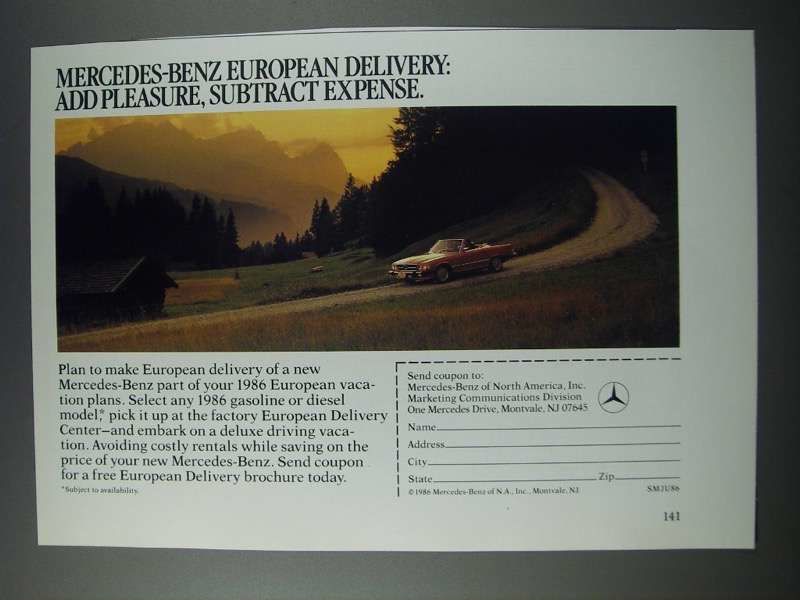 MERCEDES-BENZ EUROPEAN DELIVERY:
ADD PLEASURE, SUBTRACT EXPENSE.
Plan to make European delivery of a new
Mercedes-Benz part of your 1986 European vaca-
tion plans. Select any 1986 gasoline or diesel
model,* pick it up at the factory European Delivery
Center—and embark on a deluxe driving vaca-
tion. Avoiding costly rentals while saving on the
price of your new Mercedes-Benz. Send coupon
for a free European Delivery brochure today.
*Subject to availability.
Send coupon to:
Mercedes-Benz of North America, Inc.
Marketing Communications Division
One Mercedes Drive, Montvale, NJ 07645
Name
Address
City
State Zip
©1986 Mercedes-Benz of N.A., Inc., Montvale, NJ SMJU86
141